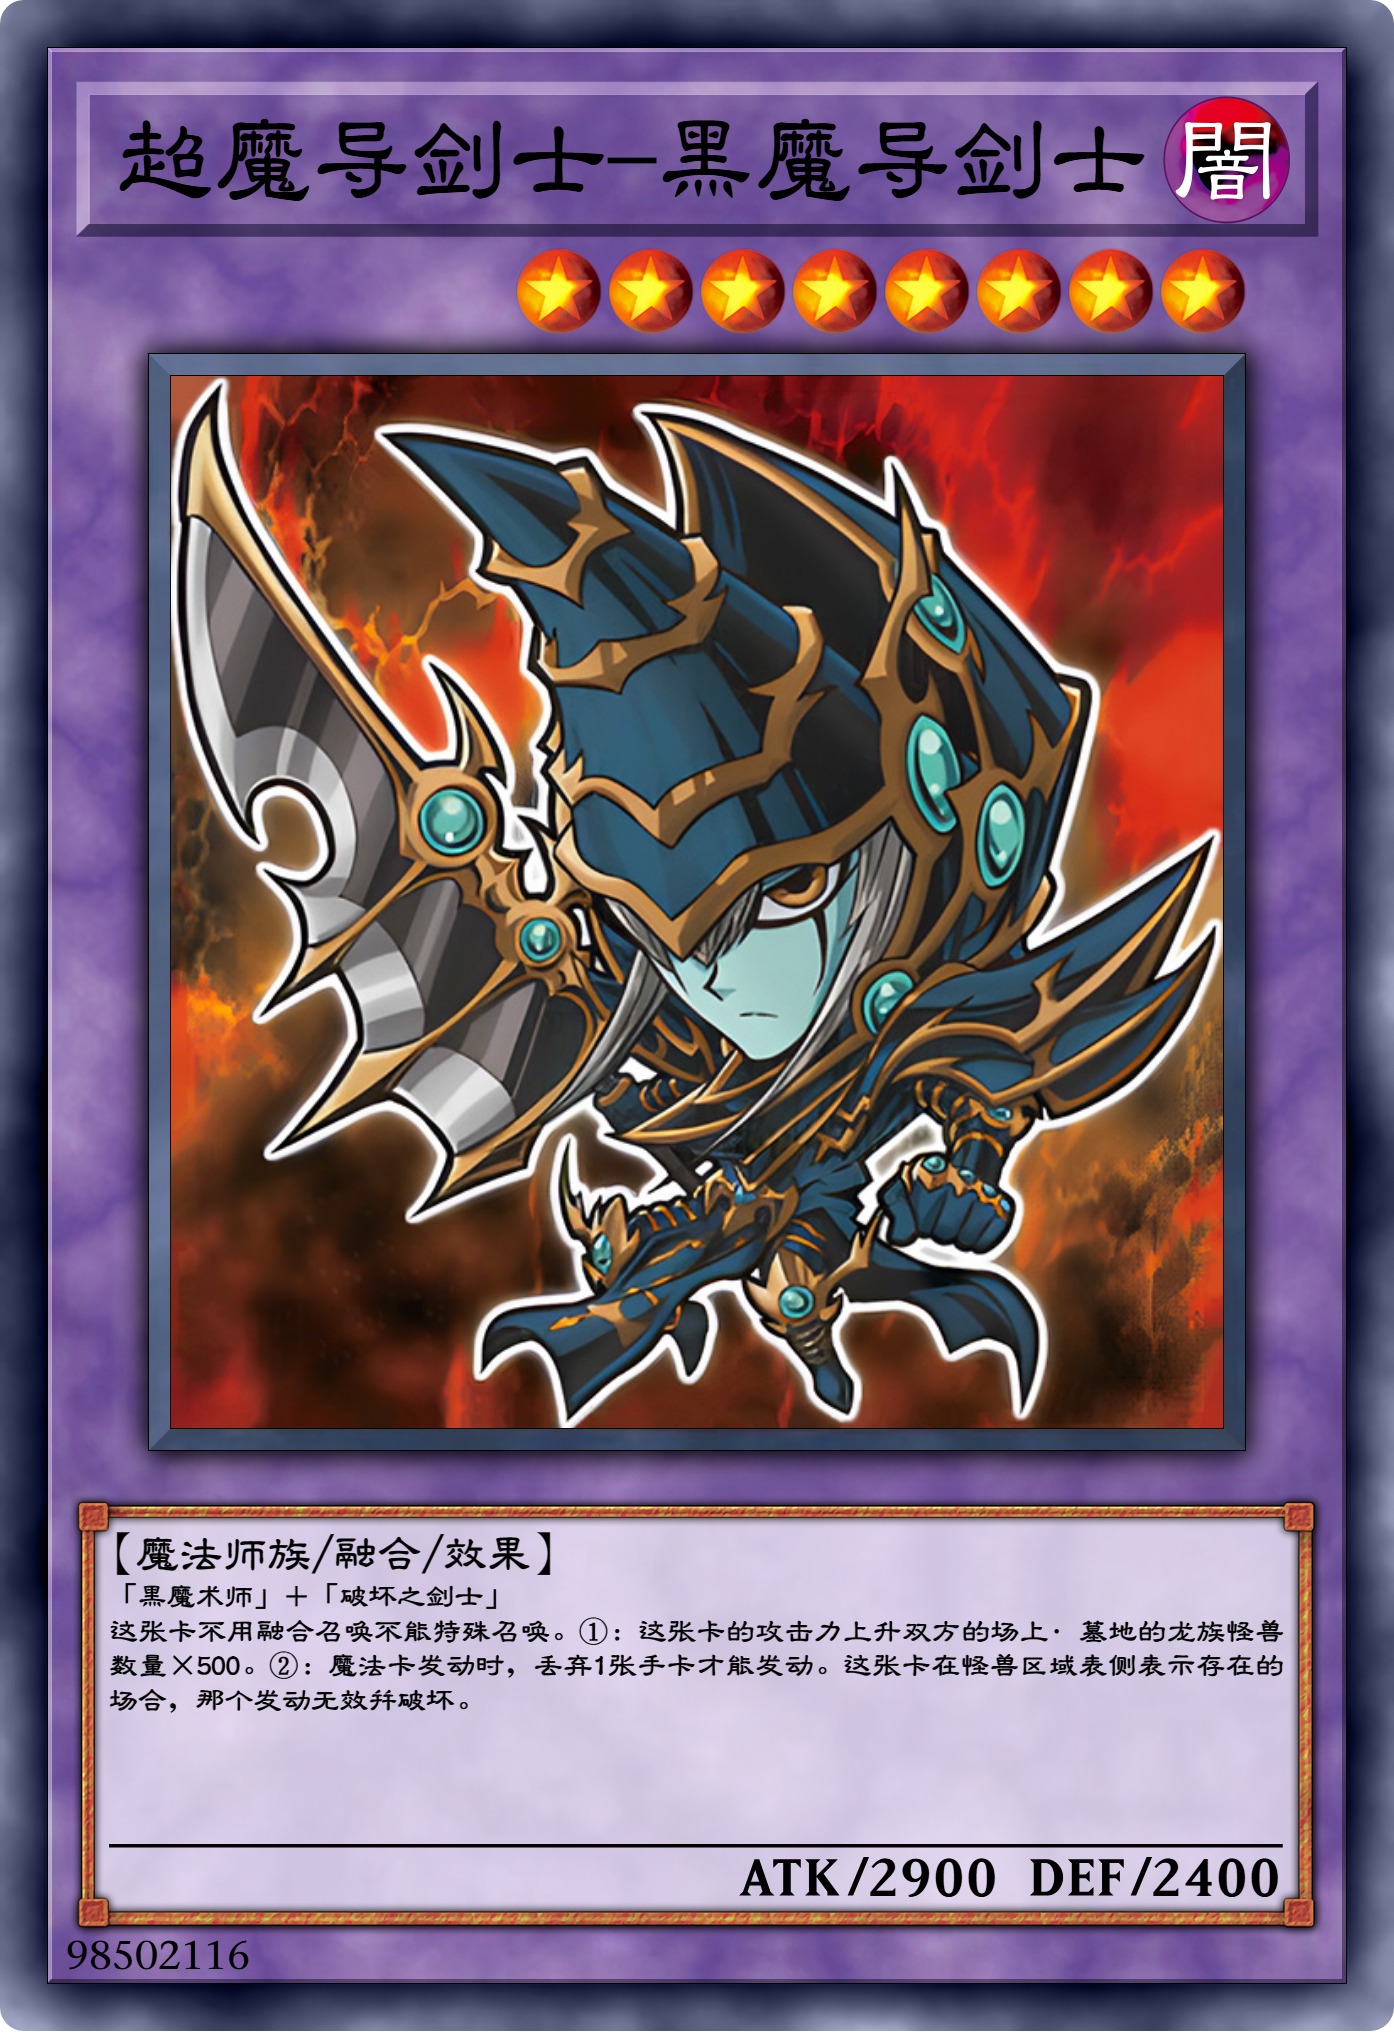 超魔导剑士-黑魔导剑士 闇
【魔法师族/融合/效果】
「黑魔术师」＋「破坏之剑士」
这张卡不用融合召唤不能特殊召唤。①：这张卡的攻击力上升双方的场上·墓地的龙族怪兽
数量×500。②：魔法卡发动时，丢弃1张手卡才能发动。这张卡在怪兽区域表侧表示存在的
场合，那个发动无效并破坏。
ATK/2900 DEF/2400
98502116